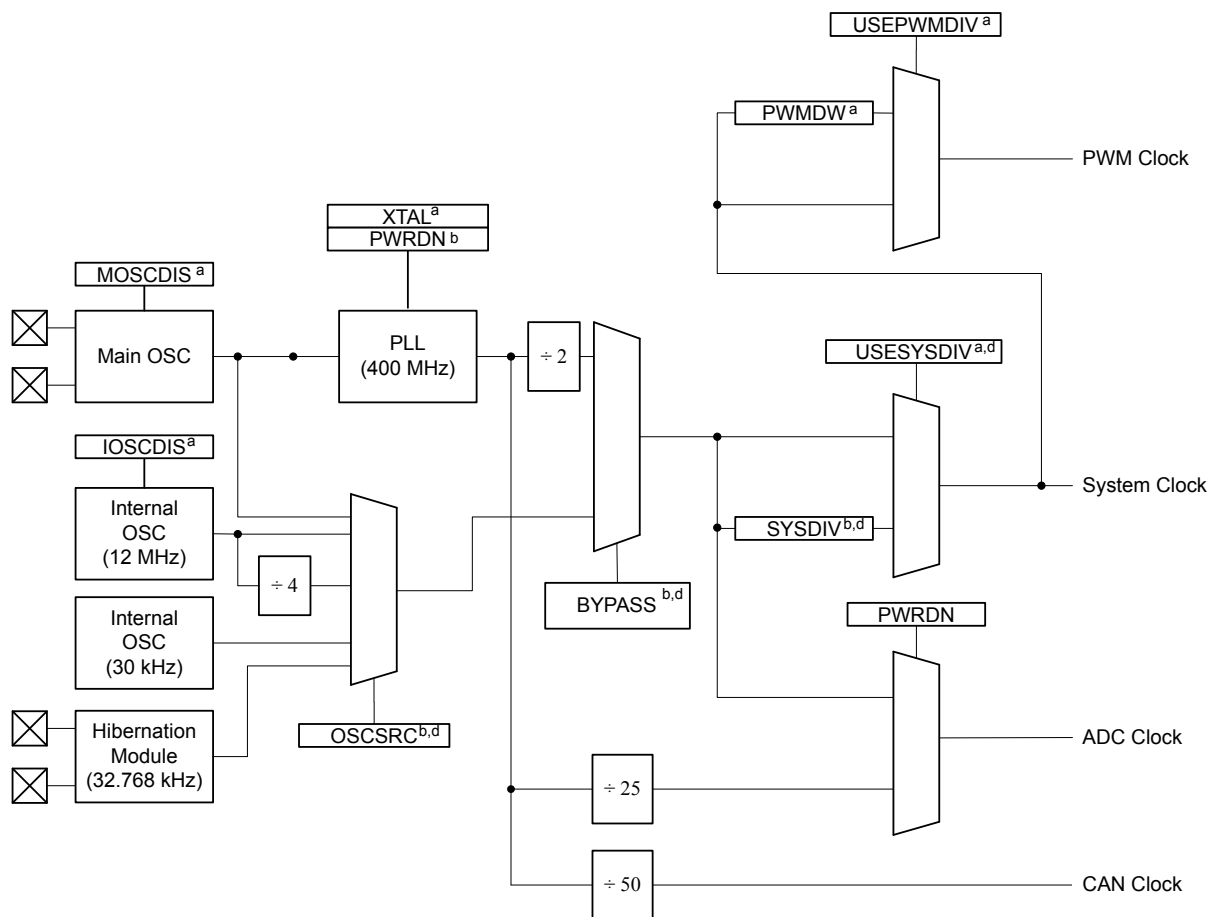 USEPWMDIV a
PWMDW a
PWM Clock
XTAL a
PWRDN b
MOSCDIS a
Main OSC
PLL
(400 MHz)
÷ 2
USESYSDIV a,d
IOSCDIS a
Internal
OSC
(12 MHz)
÷ 4
System Clock
SYSDIV b,d
BYPASS b,d
Internal
OSC
(30 kHz)
PWRDN
OSCSRC b,d
Hibernation
Module
(32.768 kHz)
ADC Clock
÷ 25
÷ 50
CAN Clock